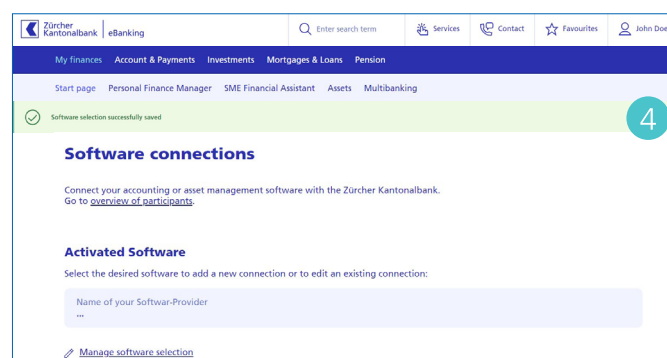 Zürcher
Kantonalbank eBanking
Enter search term
Services
Contact
Favourites
John Doe
My finances Account & Payments Investments Mortgages & Loans Pension
Start page Personal Finance Manager SME Financial Assistant Assets Multibanking
Software selection successfully saved
4
Software connections
Connect your accounting or asset management software with the Zürcher Kantonalbank.
Go to overview of participants.
Activated Software
Select the desired software to add a new connection or to edit an existing connection:
Name of your Softwar-Provider
...
Manage software selection